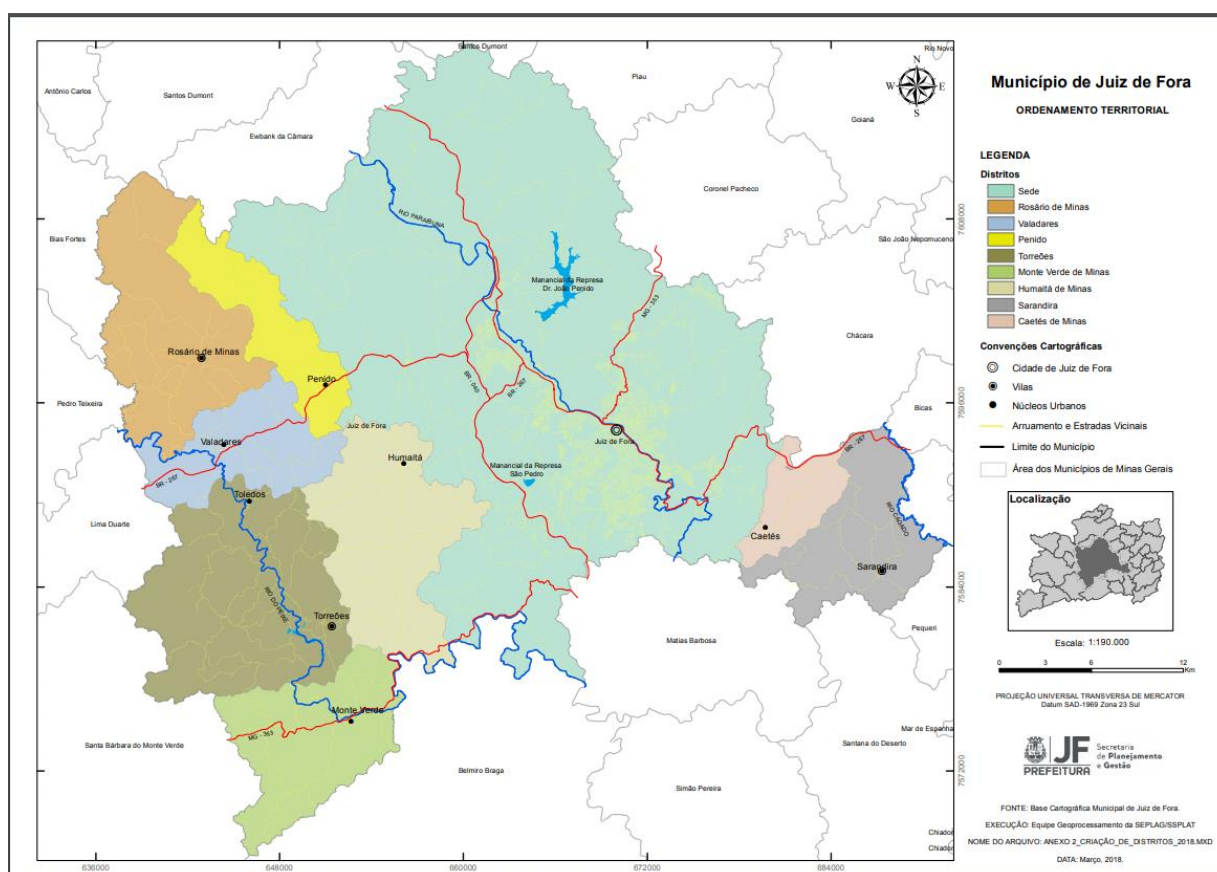 Município de Juiz de Fora
ORDENAMENTO TERRITORIAL
LEGENDA
Distritos
Sede
Rosário de Minas
Valadares
Penido
Torreões
Monte Verde de Minas
Humaitá de Minas
Sarandira
Caetés de Minas
Convenções Cartográficas
Cidade de Juiz de Fora
Vilas
Núcleos Urbanos
Arruamento e Estradas Vicinais
Limite do Município
Área dos Municípios de Minas Gerais
Localização
Escala: 1:190.000
0 3 6 12
Km
PROJEÇÃO UNIVERSAL TRANSVERSA DE MERCATOR
Datum SAD-1969 Zona 23 Sul
JF
PREFEITURA
Secretaria
de Planejamento
e Gestão
FONTE: Base Cartográfica Municipal de Juiz de Fora.
EXECUÇÃO: Equipe Geoprocessamento da SEPLAG/SSPLAT
NOME DO ARQUIVO: ANEXO 2_CRIAÇÃO_DE_DISTRITOS_2018.MXD
DATA: Março, 2018.
Santos Dumont
Rio Novo
N
W E
S
Piau
Antônio Carlos
Santos Dumont
Goianá
Ewbank da Câmara
Coronel Pacheco
RIO PARAIBUNA
7608000
Bias Fortes
São João Nepomuceno
Manancial da Represa
Dr. João Penido
MG - 353
Chácara
Rosário de Minas
Penido
BR - 040
BR - 267
Pedro Teixeira
7596000
Bicas
Juiz de Fora
Valadares
Juiz de Fora
BR - 267
Humaitá
Manancial da Represa
São Pedro
BR - 267
Toledos
RIO CÁGADO
Lima Duarte
Caetés
Sarandira
7584000
RIO DO PEIXE
Torreões
Pequeri
Matias Barbosa
Monte Verde
MG - 353
Mar de Espanha
Santa Bárbara do Monte Verde
Santana do Deserto
Belmiro Braga
7572000
Simão Pereira
Chiador
Chiador
636000
648000
660000
672000
684000